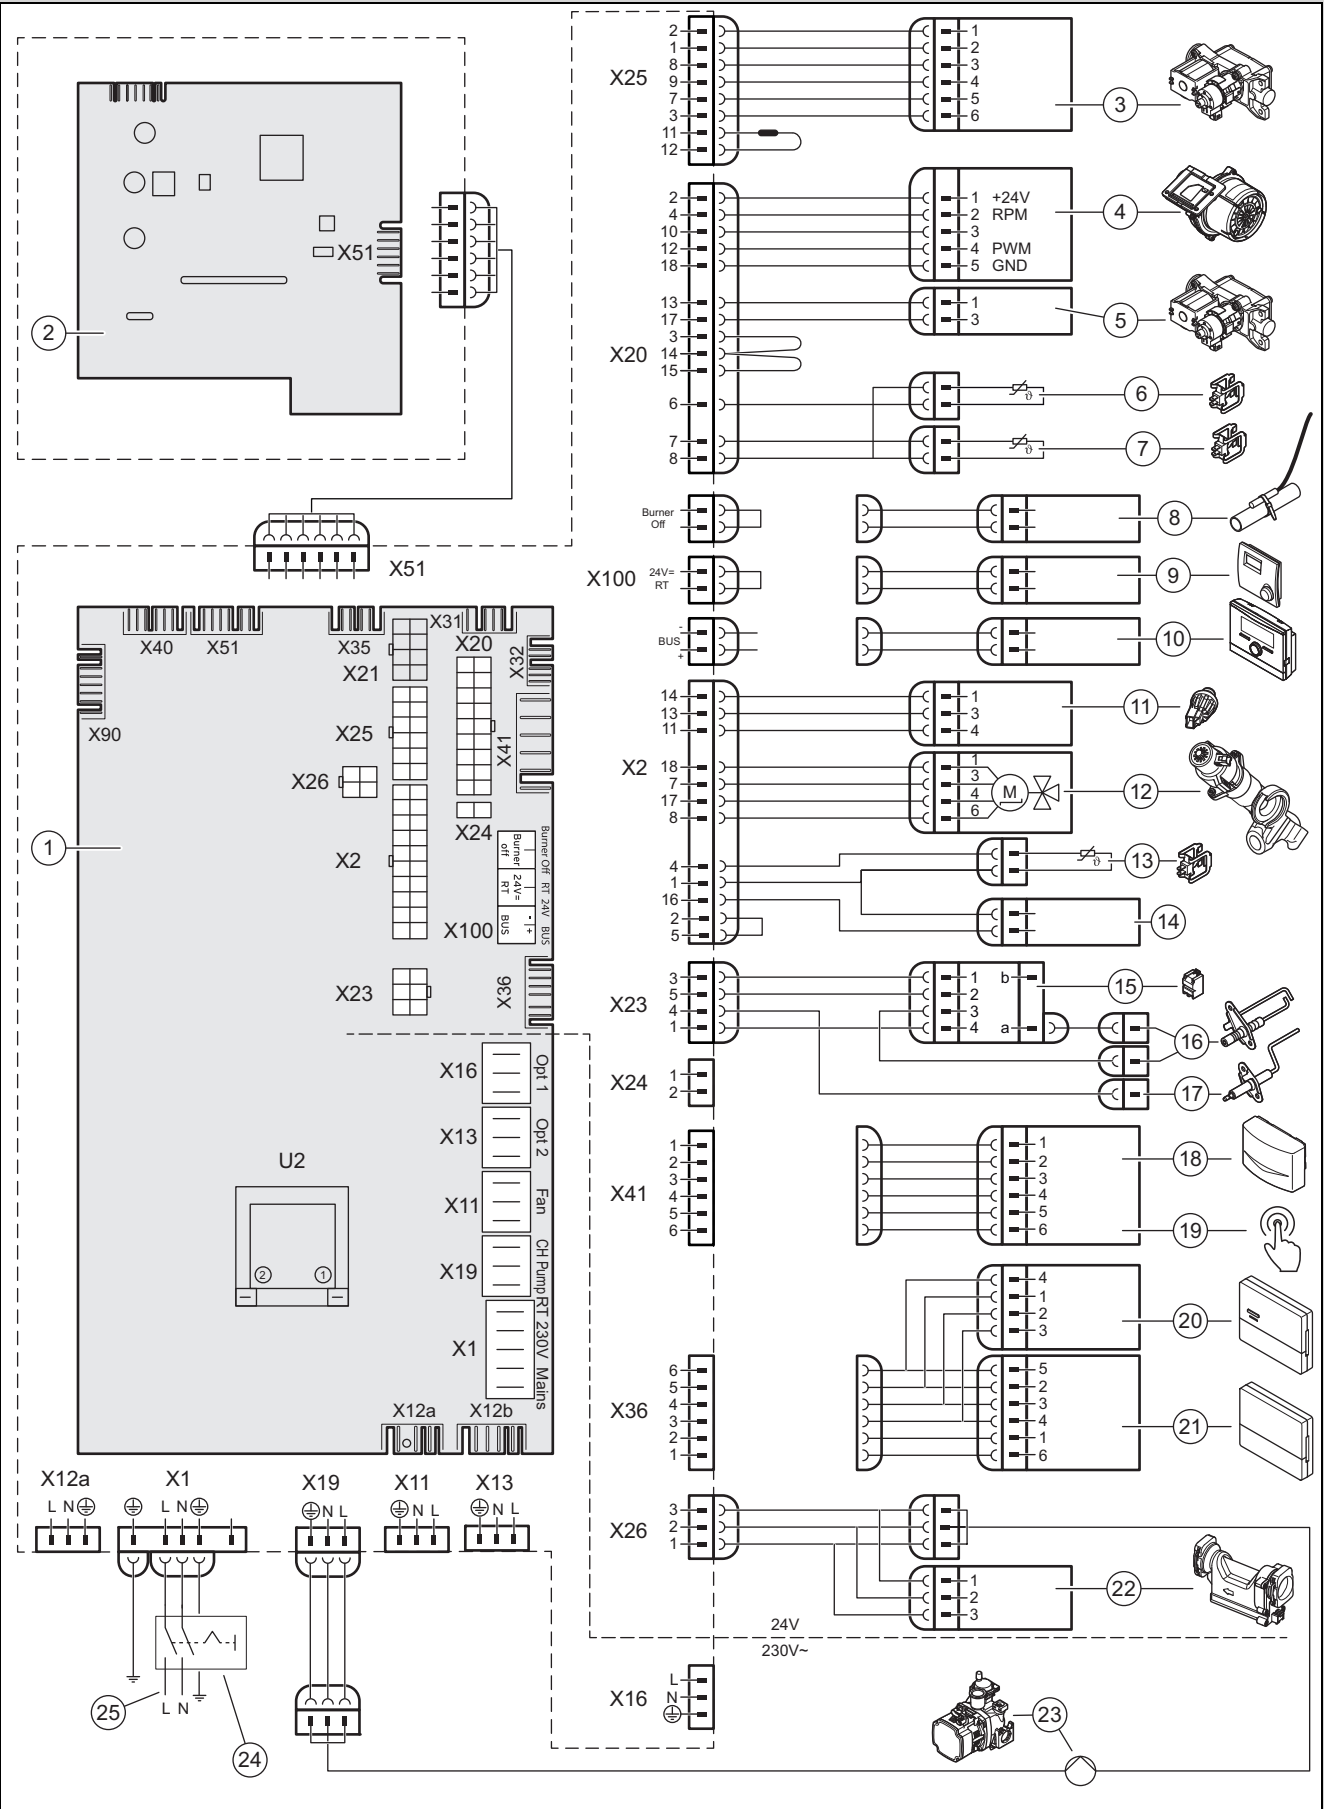 X25
2
1
8
9
7
3
11
12
1
2
3
4
5
6
3
2
4
10
12
18
1 +24V
2 RPM
3
4 PWM
5 GND
4
X20
13
17
3
14
15
6
7
8
1
3
5
ϑ
6
ϑ
7
X51
2
X51
Burner
Off
8
X100
24V=
RT
9
-
BUS
+
10
X40
X51
X35
X31
X20
X32
X21
X90
X25
X41
X26
X24
X2
Burner Off RT 24V BUS
Burner
off
24V=
RT
- +
BUS
X100
X23
X36
1
X16
Opt 1
X13
Opt 2
U2
X11
Fan
X19
CH Pump
2
1
X1
RT 230V Mains
X12a
X12b
X2
14
13
11
18
7
17
8
4
1
16
2
5
1
3
4
11
1
3
4
6
M
12
ϑ
13
14
X23
3
5
4
1
1
2
3
4
b
a
15
16
17
X24
1
2
X41
1
2
3
4
5
6
1
2
3
4
5
6
18
19
4
1
2
3
20
X36
6
5
4
3
2
1
5
2
3
4
1
6
21
X26
3
2
1
1
2
3
22
24V
230V~
X16
L
N
23
X12a
L N
X1
L N
X19
N L
X11
N L
X13
N L
25
L N
24